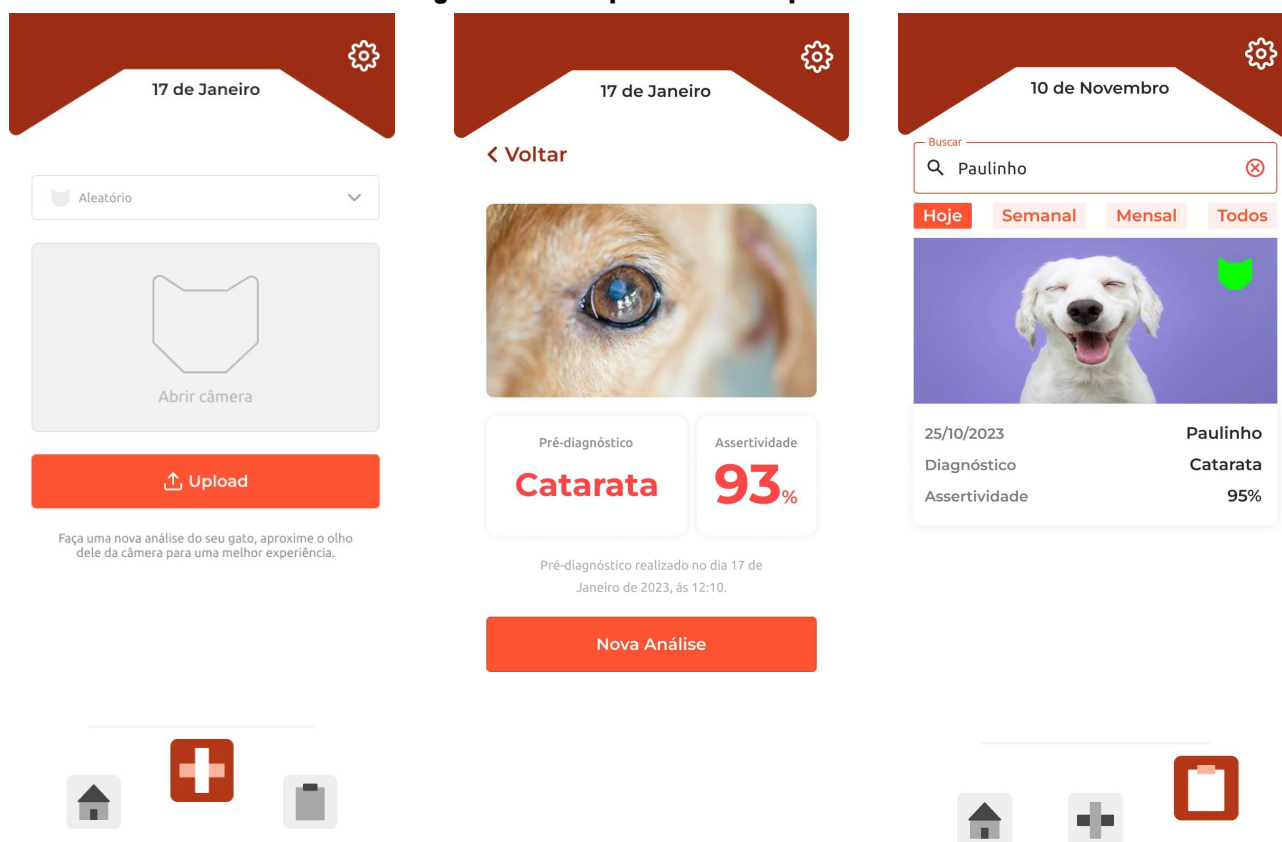 17 de Janeiro
Aleatório
Abrir câmera
Upload
Faça uma nova análise do seu gato, aproxime o olho
dele da câmera para uma melhor experiência.
17 de Janeiro
Voltar
Pré-diagnóstico
Catarata
Assertividade
93%
Pré-diagnóstico realizado no dia 17 de
Janeiro de 2023, ás 12:10.
Nova Análise
10 de Novembro
Buscar
Paulinho
Hoje Semanal Mensal Todos
25/10/2023 Paulinho
Diagnóstico Catarata
Assertividade 95%